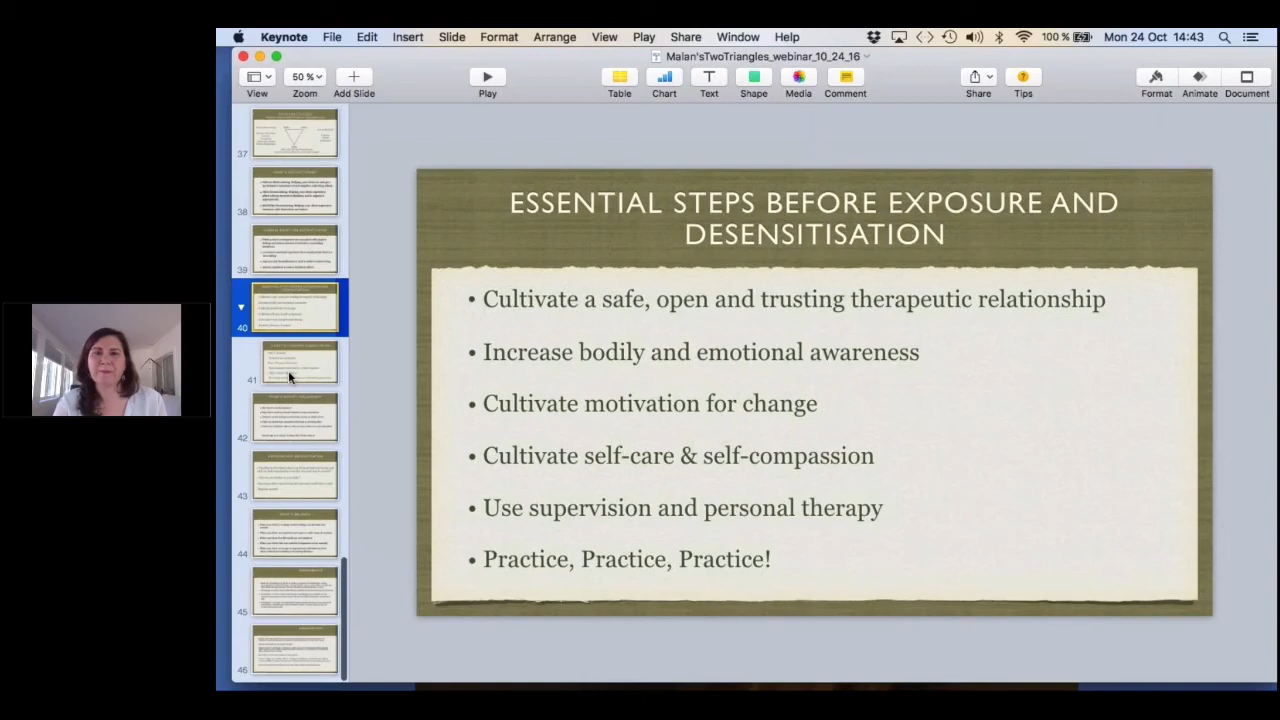 Keynote File Edit Insert Slide Format Arrange View Play Share Window Help 100 % Mon 24 Oct 14:43
Malan'sTwoTriangles_webinar_10_24_16
50 %
View Zoom Add Slide Play Table Chart Text Shape Media Comment Share Tips Format Animate Document
37
38
39
40
41
42
43
44
45
46
ESSENTIAL STEPS BEFORE EXPOSURE AND
DESENSITISATION
• Cultivate a safe, open and trusting therapeutic relationship
• Increase bodily and emotional awareness
• Cultivate motivation for change
• Cultivate self-care & self-compassion
• Use supervision and personal therapy
• Practice, Practice, Practice!